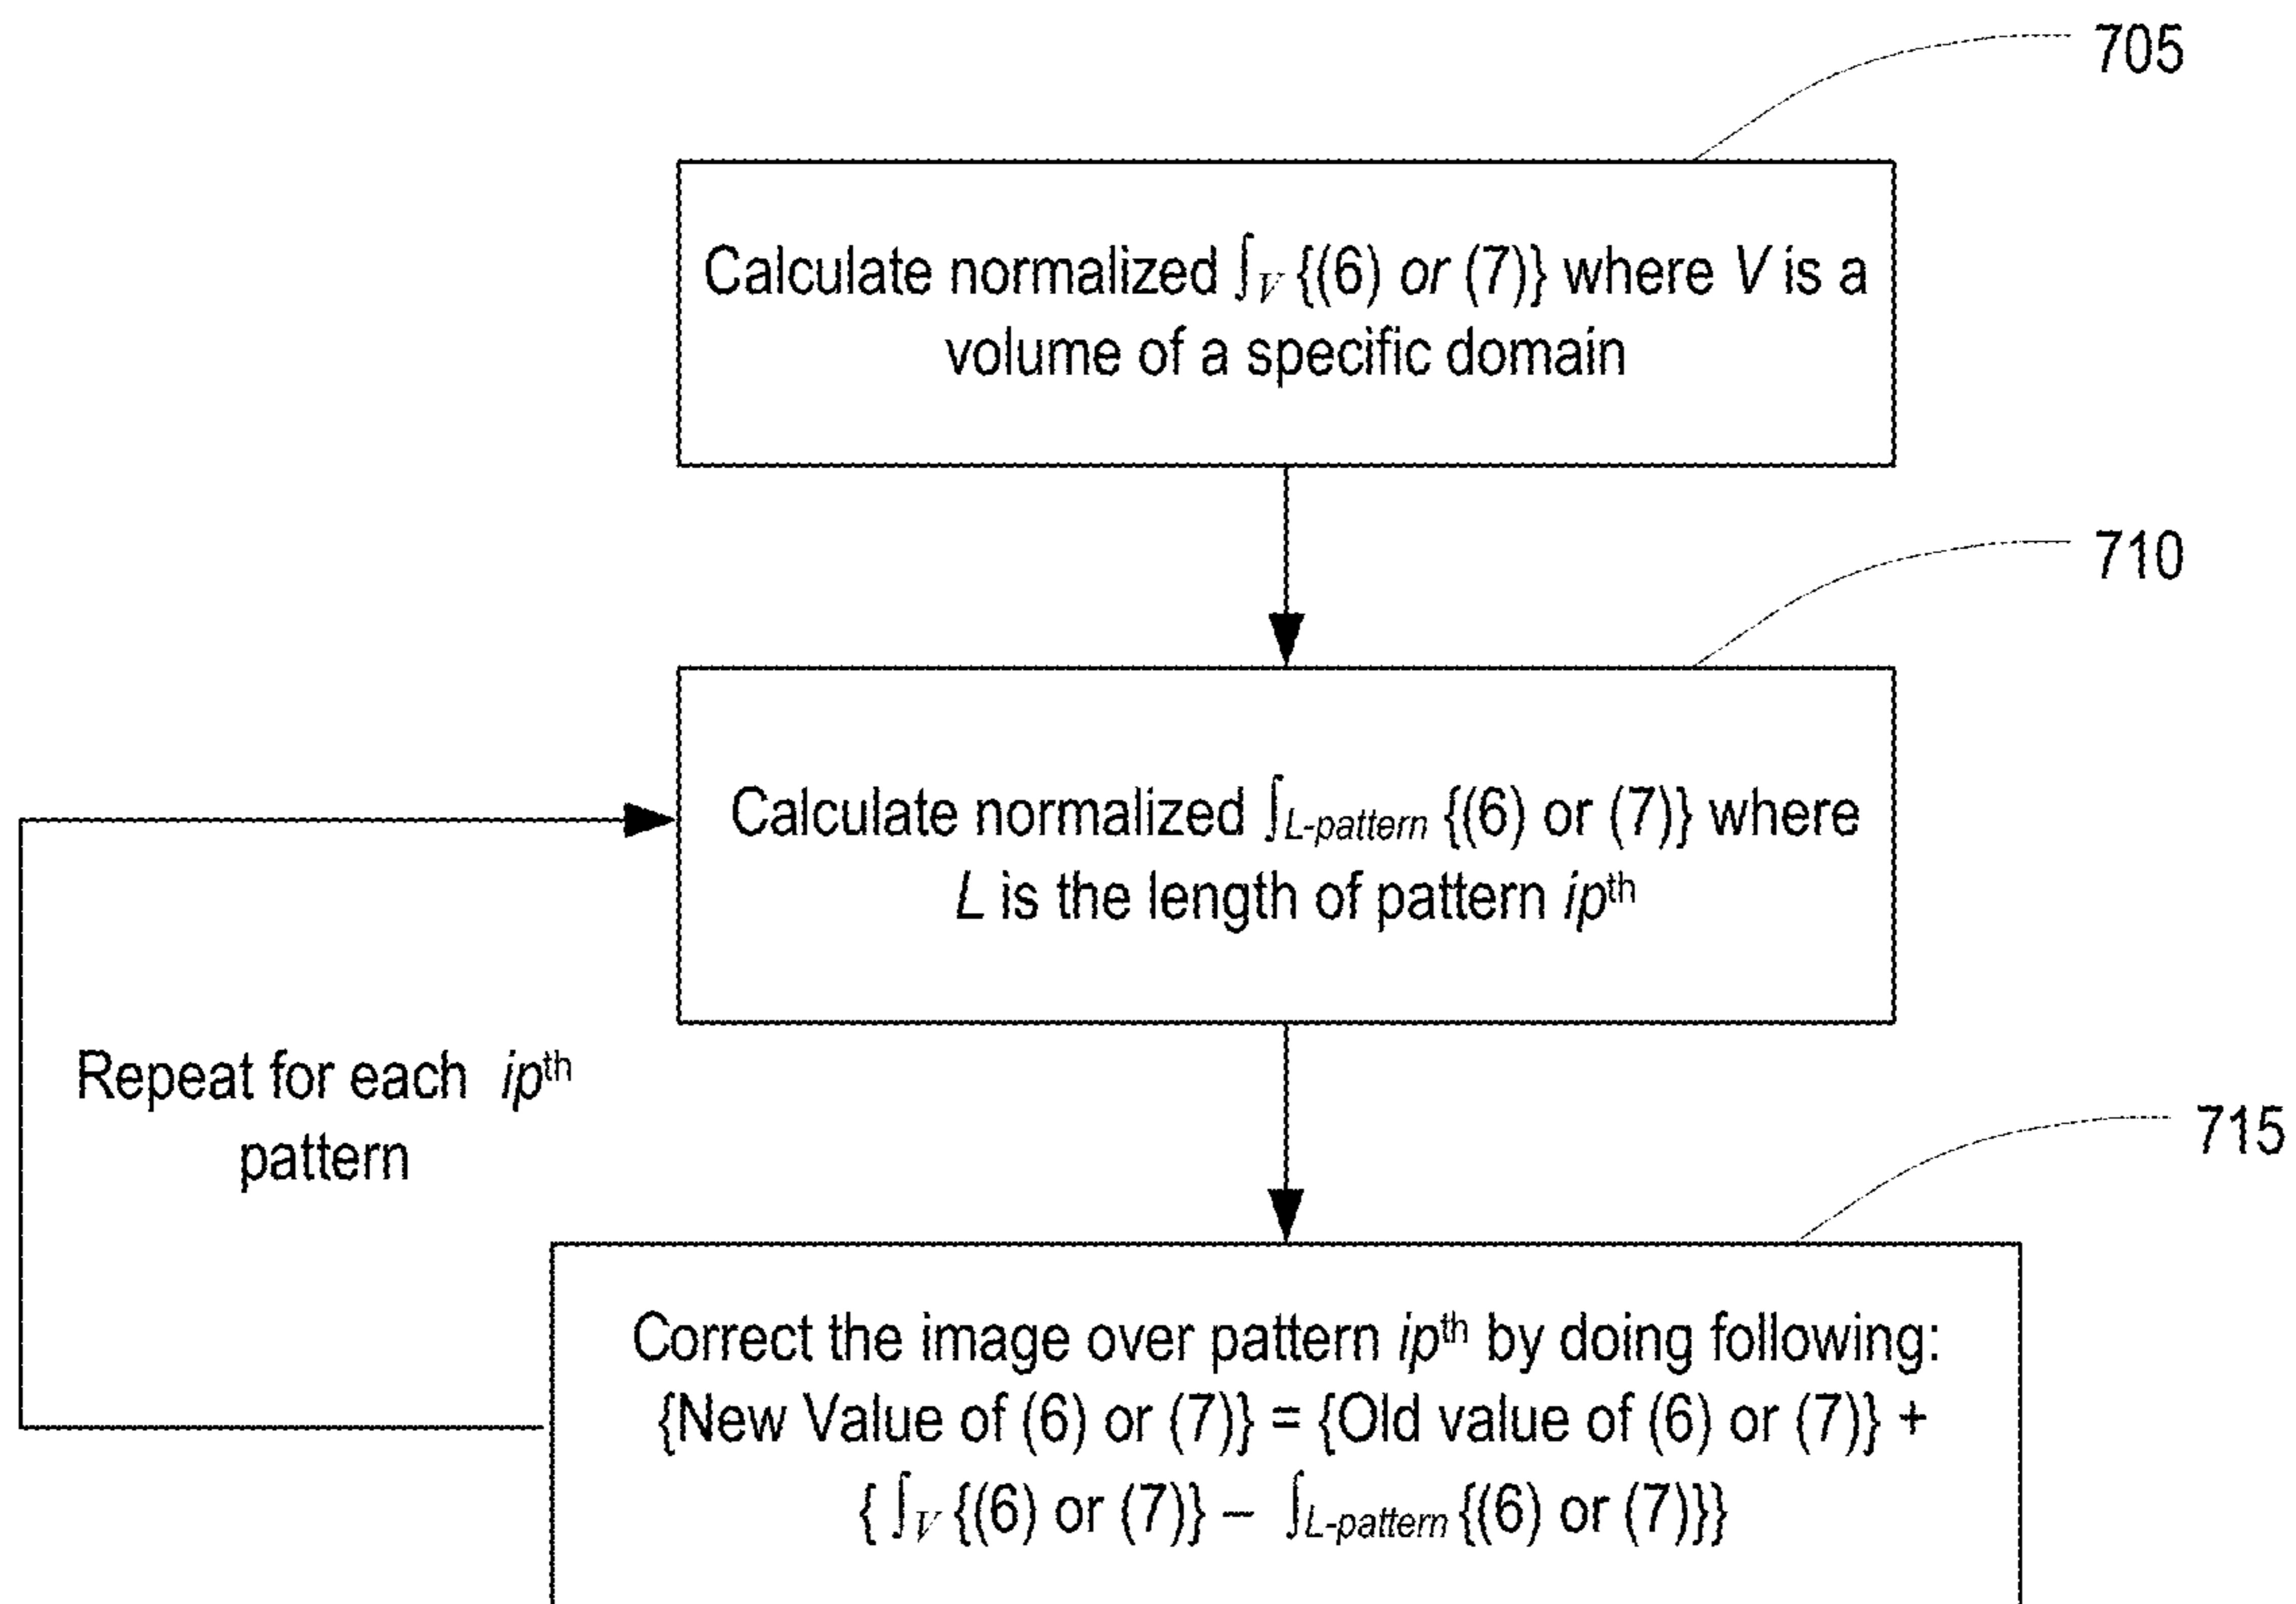 705
Calculate normalized ∫V {(6) or (7)} where V is a
volume of a specific domain
710
Calculate normalized ∫L-pattern {(6) or (7)} where
L is the length of pattern ipth
Repeat for each ipth
pattern
715
Correct the image over pattern ipth by doing following:
{New Value of (6) or (7)} = {Old value of (6) or (7)} +
{ ∫V {(6) or (7)} – ∫L-pattern {(6) or (7)}}